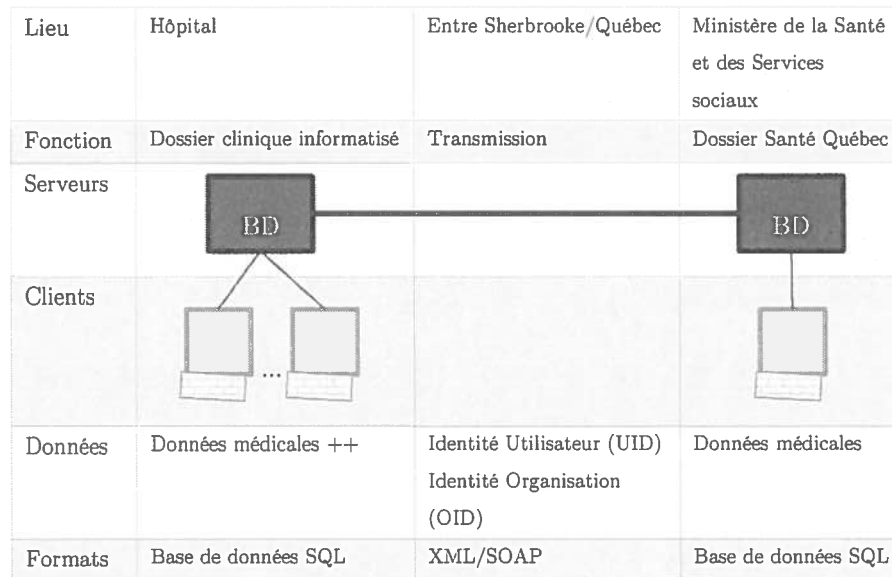 Lieu
Hôpital
Entre Sherbrooke/Québec
Ministère de la Santé
et des Services
sociaux
Fonction
Dossier clinique informatisé
Transmission
Dossier Santé Québec
Serveurs
BD
BD
Clients
...
Données
Données médicales ++
Identité Utilisateur (UID)
Identité Organisation
(OID)
Données médicales
Formats
Base de données SQL
XML/SOAP
Base de données SQL